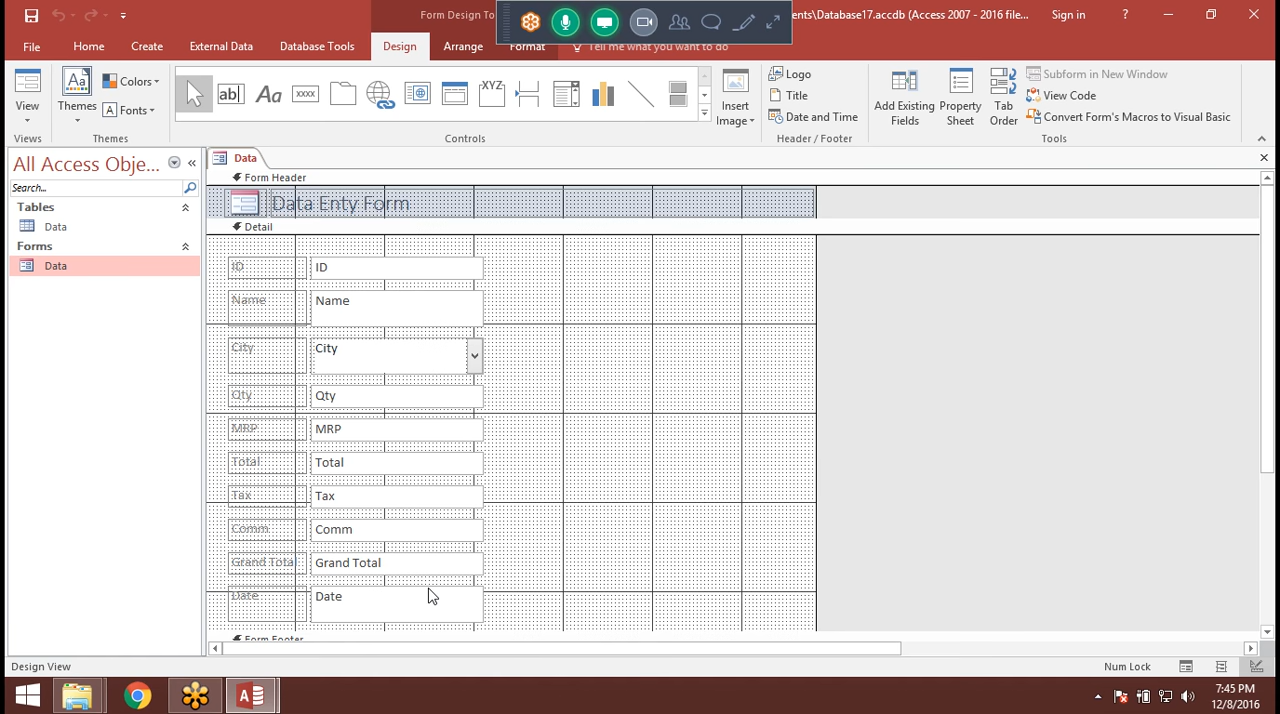 Form Design To
ents\Database17.accdb (Access 2007 - 2016 file...
Sign in
?
File
Home
Create
External Data
Database Tools
Design
Arrange
Format
Tell me what you want to do
View
Themes
Colors
Fonts
ab|
Aa
xxxx
XYZ
Insert
Image
Logo
Title
Date and Time
Add Existing
Fields
Property
Sheet
Tab
Order
Subform in New Window
View Code
Convert Form's Macros to Visual Basic
Views
Themes
Controls
Header / Footer
Tools
All Access Obje...
Search...
Tables
Data
Forms
Data
Data
Form Header
Data Enty Form
Detail
ID
ID
Name
Name
City
City
Qty
Qty
MRP
MRP
Total
Total
Tax
Tax
Comm
Comm
Grand Total
Grand Total
Date
Date
Form Footer
Design View
Num Lock
7:45 PM
12/8/2016